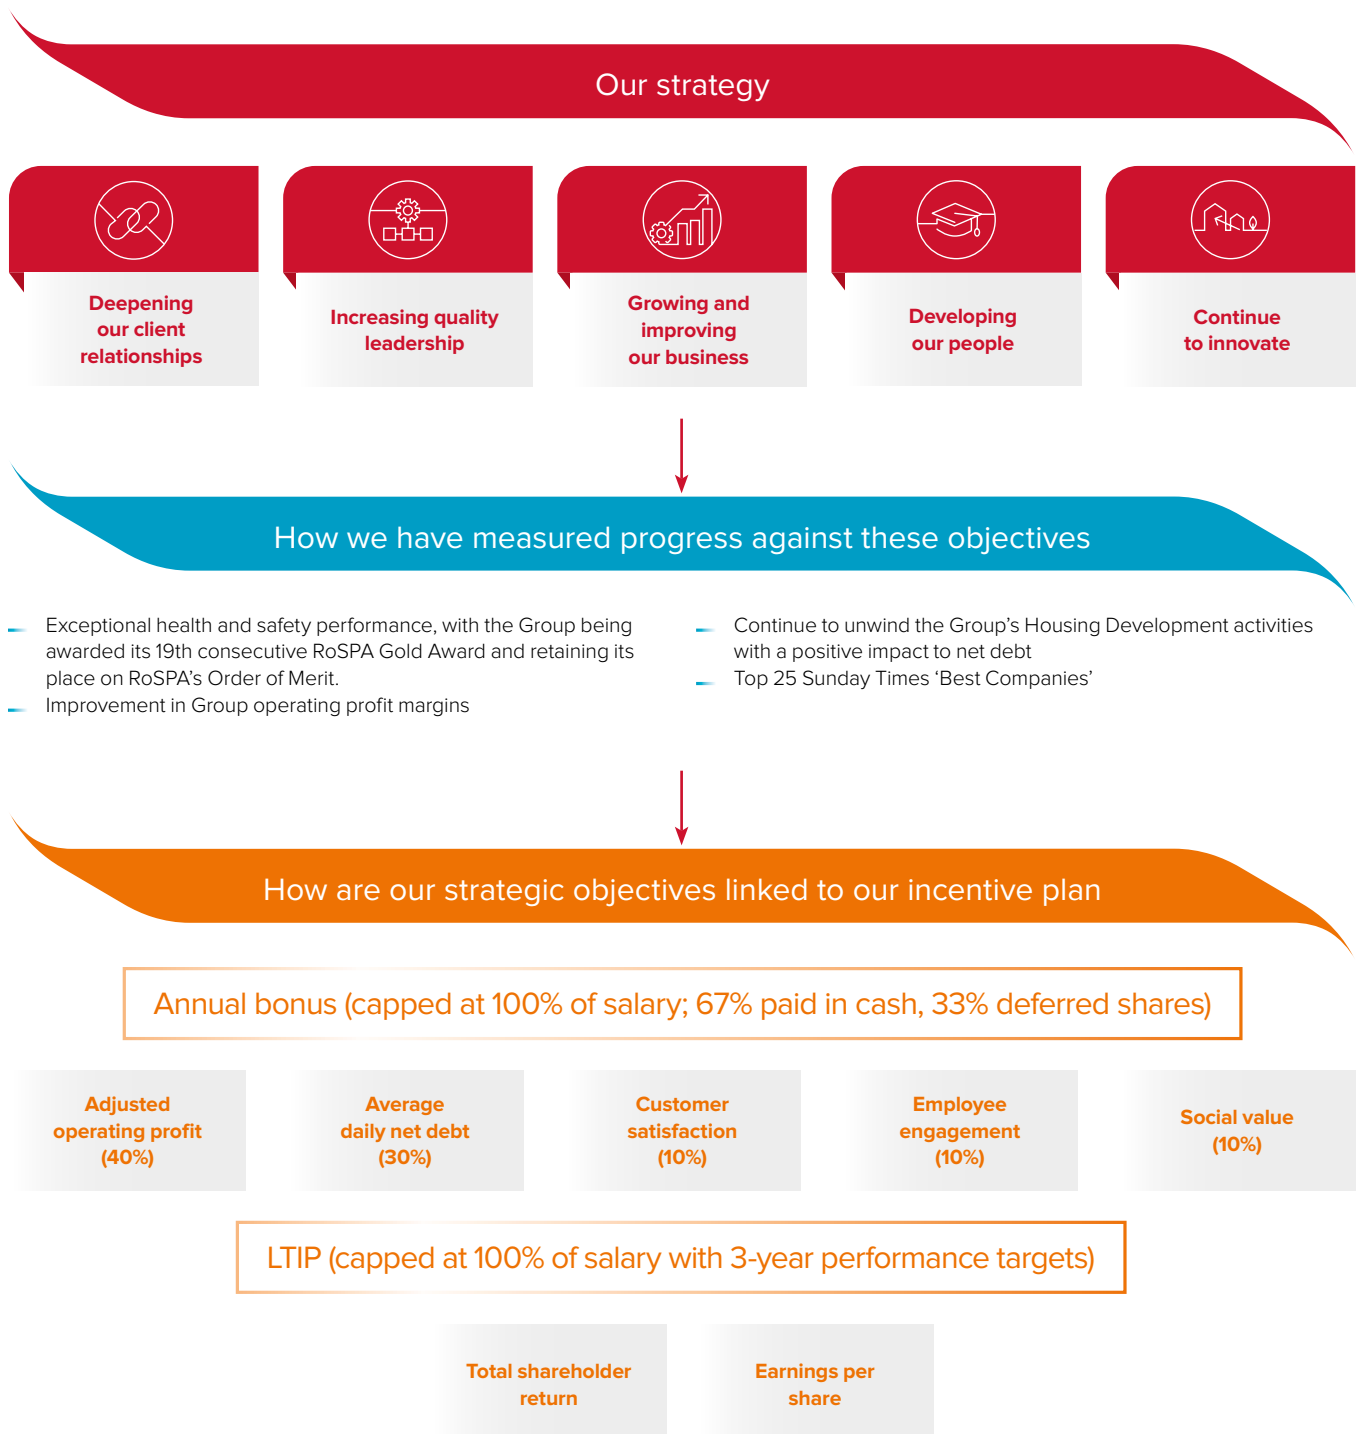 Our strategy
Deepening
our client
relationships
Increasing quality
leadership
Growing and
improving
our business
Developing
our people
Continue
to innovate
How we have measured progress against these objectives
Exceptional health and safety performance, with the Group being
awarded its 19th consecutive RoSPA Gold Award and retaining its
place on RoSPA's Order of Merit.
Improvement in Group operating profit margins
Continue to unwind the Group's Housing Development activities
with a positive impact to net debt
Top 25 Sunday Times ‘Best Companies’
How are our strategic objectives linked to our incentive plan
Annual bonus (capped at 100% of salary; 67% paid in cash, 33% deferred shares)
Adjusted
operating profit
(40%)
Average
daily net debt
(30%)
Customer
satisfaction
(10%)
Employee
engagement
(10%)
Social value
(10%)
LTIP (capped at 100% of salary with 3-year performance targets)
Total shareholder
return
Earnings per
share